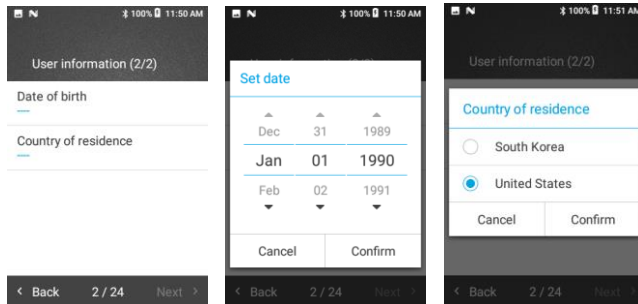 100% 11:50 AM
User information (2/2)
Date of birth
Country of residence
Back 2 / 24 Next
100% 11:50 AM
Set date
Dec 31 1989
Jan 01 1990
Feb 02 1991
Cancel Confirm
Back 2 / 24 Next
100% 11:51 AM
User information (2/2)
Country of residence
South Korea
United States
Cancel Confirm
Back 2 / 24 Next